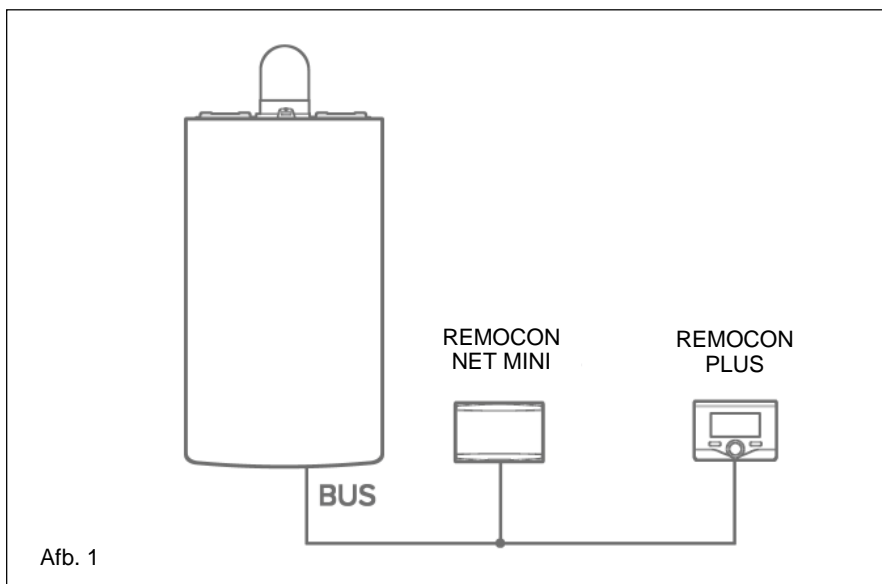 REMOCON
NET MINI
REMOCON
PLUS
BUS
Afb. 1